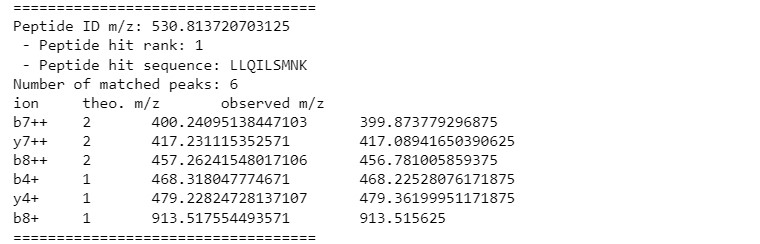 ===================================
Peptide ID m/z: 530.813720703125
- Peptide hit rank: 1
- Peptide hit sequence: LLQILSMNK
Number of matched peaks: 6
ion theo. m/z observed m/z
b7++ 2 400.24095138447103 399.873779296875
y7++ 2 417.231115352571 417.08941650390625
b8++ 2 457.26241548017106 456.781005859375
b4+ 1 468.318047774671 468.22528076171875
y4+ 1 479.22824728137107 479.36199951171875
b8+ 1 913.517554493571 913.515625
===================================